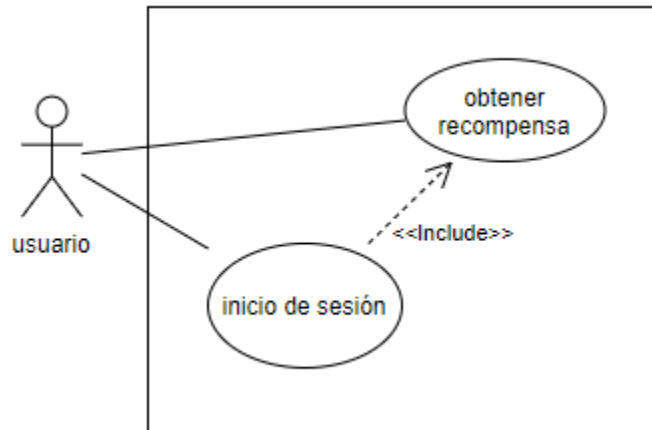 obtener
recompensa
usuario
<<Include>>
inicio de sesión